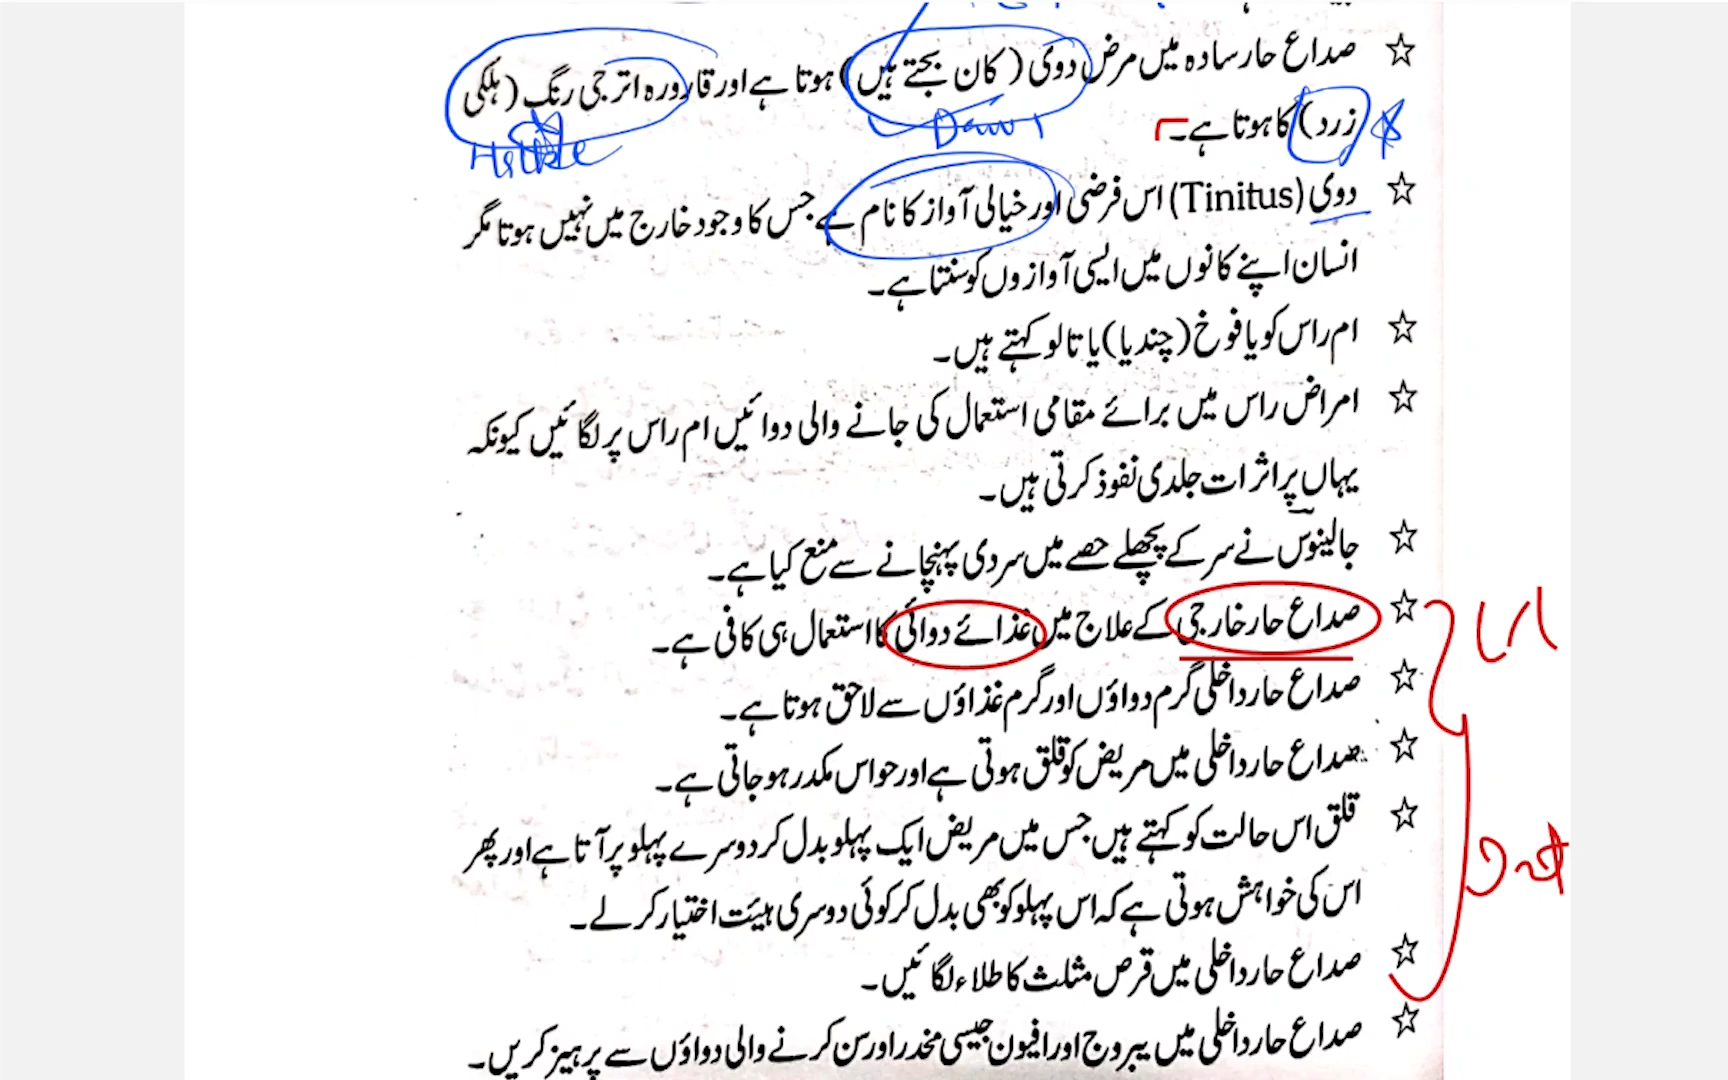 ☆ صداع حار سادہ میں مرض دوی (کان بجتے ہیں) ہوتا ہے اور قارورہ اترجی رنگ (ہلکی
زرد) کا ہوتا ہے۔
☆ دوی (Tinitus) اس فرضی اور خیالی آواز کا نام ہے جس کا وجود خارج میں نہیں ہوتا مگر
انسان اپنے کانوں میں ایسی آوازوں کو سنتا ہے۔
☆ ام راس کو یافوخ (چندیا) یا تالو کہتے ہیں۔
☆ امراض راس میں برائے مقامی استعمال کی جانے والی دوائیں ام راس پر لگائیں کیونکہ
یہاں پر اثرات جلدی نفوذ کرتی ہیں۔
☆ جالینوس نے سر کے پچھلے حصے میں سردی پہنچانے سے منع کیا ہے۔
☆ صداع حار خارجی کے علاج میں غذائے دوائی کا استعمال ہی کافی ہے۔
☆ صداع حار داخلی گرم دواؤں اور گرم غذاؤں سے لاحق ہوتا ہے۔
☆ صداع حار داخلی میں مریض کو قلق ہوتی ہے اور حواس مکدر ہو جاتی ہے۔
☆ قلق اس حالت کو کہتے ہیں جس میں مریض ایک پہلو بدل کر دوسرے پہلو پر آتا ہے اور پھر
اس کی خواہش ہوتی ہے کہ اس پہلو کو بھی بدل کر کوئی دوسری ہیئت اختیار کر لے۔
☆ صداع حار داخلی میں قرص مثلث کا طلاء لگائیں۔
☆ صداع حار داخلی میں یبروج اور افیون جیسی مخدر اور سن کرنے والی دواؤں سے پرہیز کریں۔